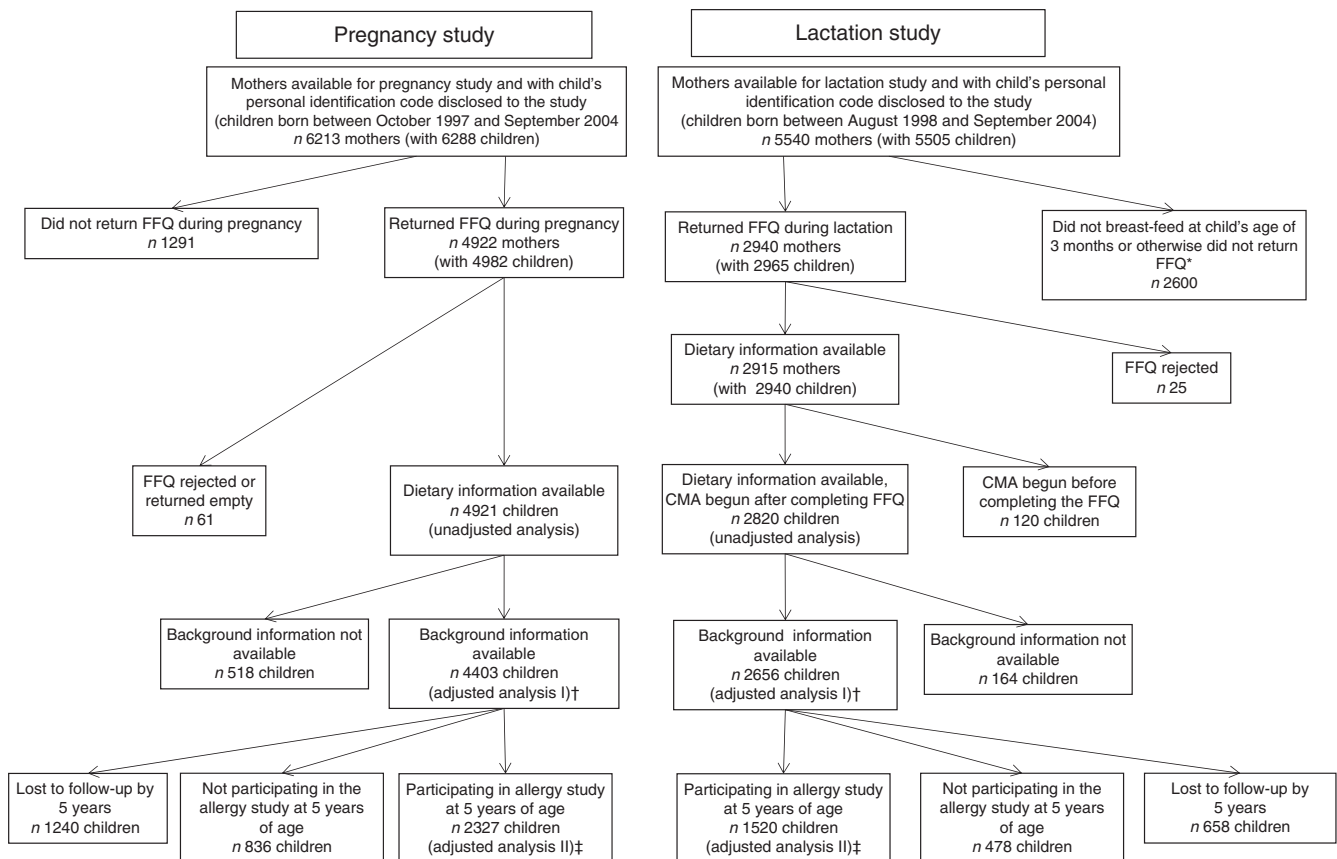 Pregnancy study
Lactation study
Mothers available for pregnancy study and with child's
personal identification code disclosed to the study
(children born between October 1997 and September 2004
n 6213 mothers (with 6288 children)
Mothers available for lactation study and with child's personal
identification code disclosed to the study
(children born between August 1998 and September 2004)
n 5540 mothers (with 5505 children)
Did not return FFQ during pregnancy
n 1291
Returned FFQ during pregnancy
n 4922 mothers
(with 4982 children)
Returned FFQ during lactation
n 2940 mothers
(with 2965 children)
Did not breast-feed at child's age of
3 months or otherwise did not return
FFQ*
n 2600
Dietary information available
n 2915 mothers
(with 2940 children)
FFQ rejected
n 25
FFQ rejected or
returned empty
n 61
Dietary information available
n 4921 children
(unadjusted analysis)
Dietary information available,
CMA begun after completing FFQ
n 2820 children
(unadjusted analysis)
CMA begun before
completing the FFQ
n 120 children
Background information not
available
n 518 children
Background information
available
n 4403 children
(adjusted analysis I)†
Background information
available
n 2656 children
(adjusted analysis I)†
Background information not
available
n 164 children
Lost to follow-up by
5 years
n 1240 children
Not participating in the
allergy study at 5 years
of age
n 836 children
Participating in allergy study
at 5 years of age
n 2327 children
(adjusted analysis II)‡
Participating in allergy study
at 5 years of age
n 1520 children
(adjusted analysis II)‡
Not participating in the
allergy study at 5 years
of age
n 478 children
Lost to follow-up by
5 years
n 658 children